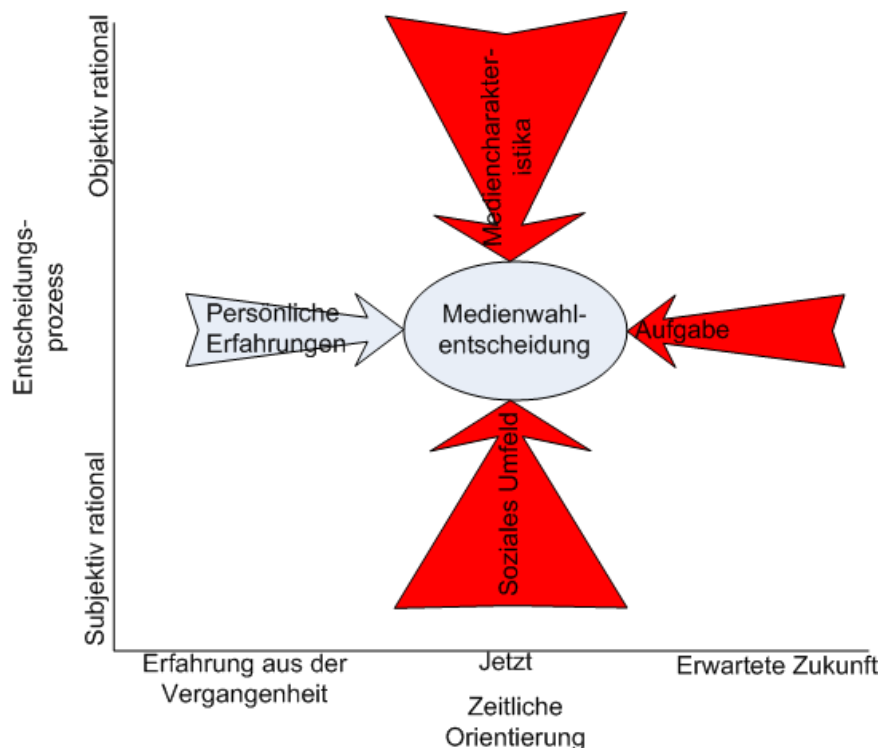 Objektiv rational
Mediencharakter-
istika
Entscheidungs-
prozess
Persönliche
Erfahrungen
Medienwahl-
entscheidung
Aufgabe
Soziales Umfeld
Subjektiv rational
Erfahrung aus der
Vergangenheit
Jetzt
Erwartete Zukunft
Zeitliche
Orientierung